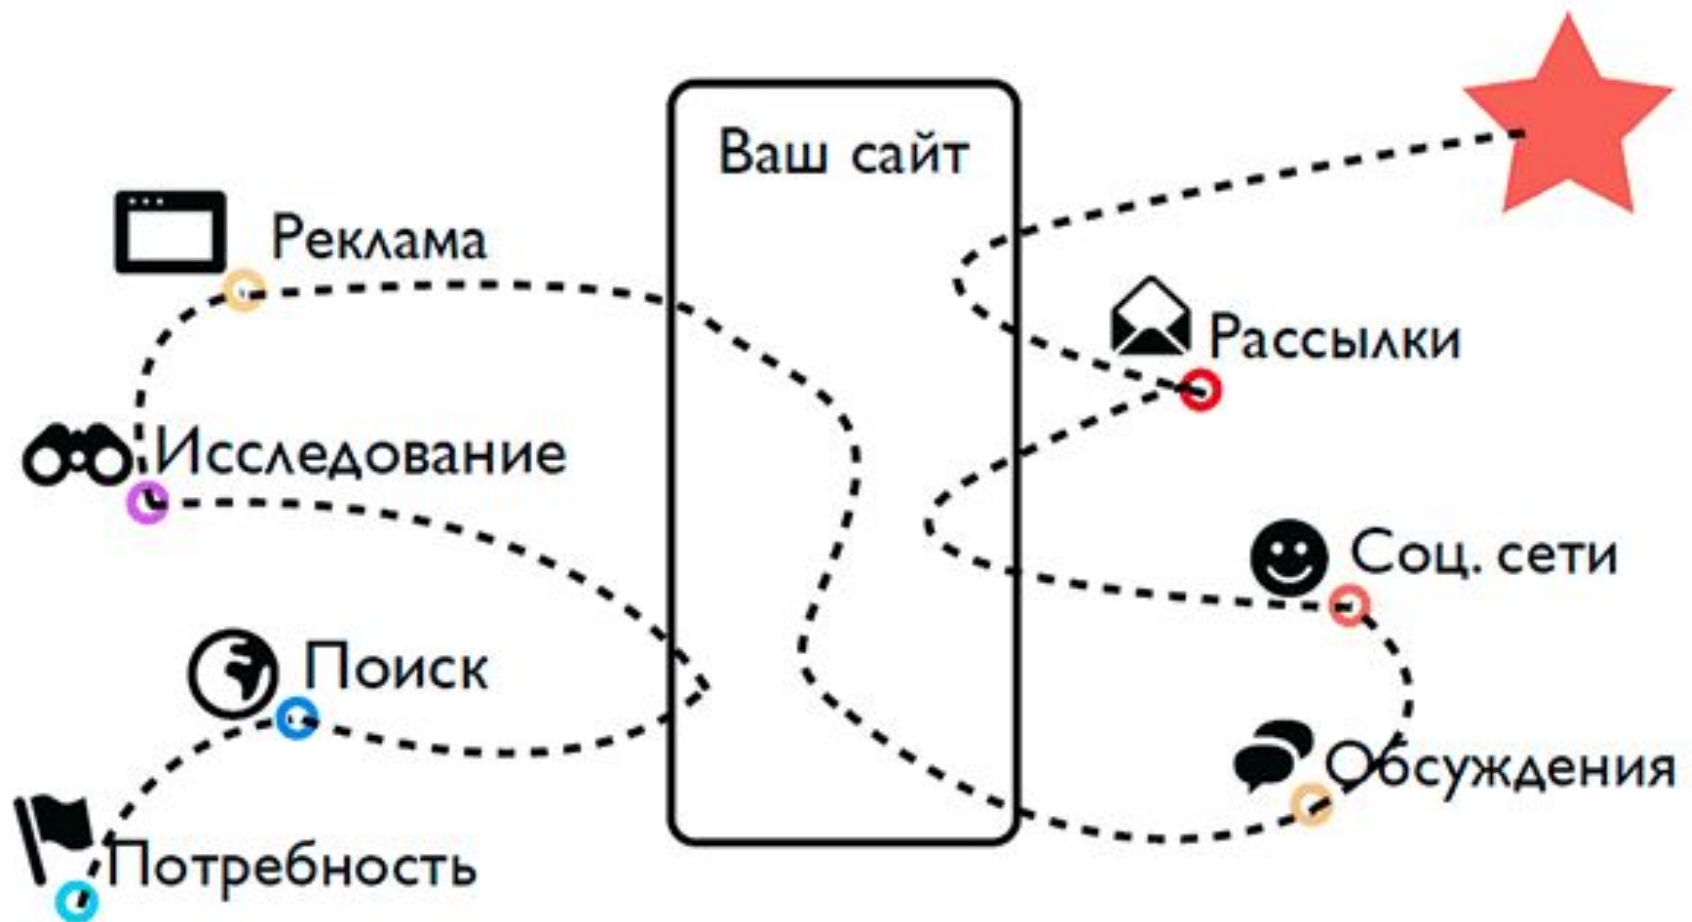 Ваш сайт
Реклама
Рассылки
Исследование
Соц. сети
Поиск
Обсуждения
Потребность